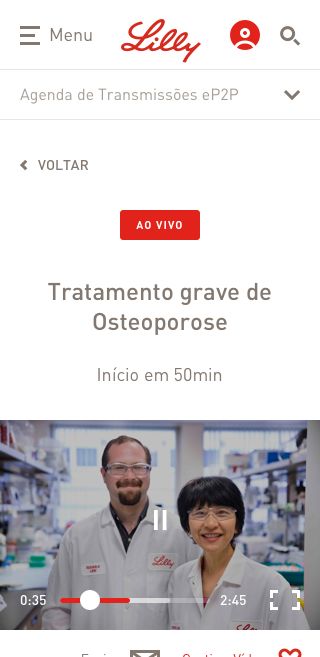 Menu
Lilly
Agenda de Transmissões eP2P
VOLTAR
AO VIVO
Tratamento grave de
Osteoporose
Início em 50min
Lilly
0:35
2:45